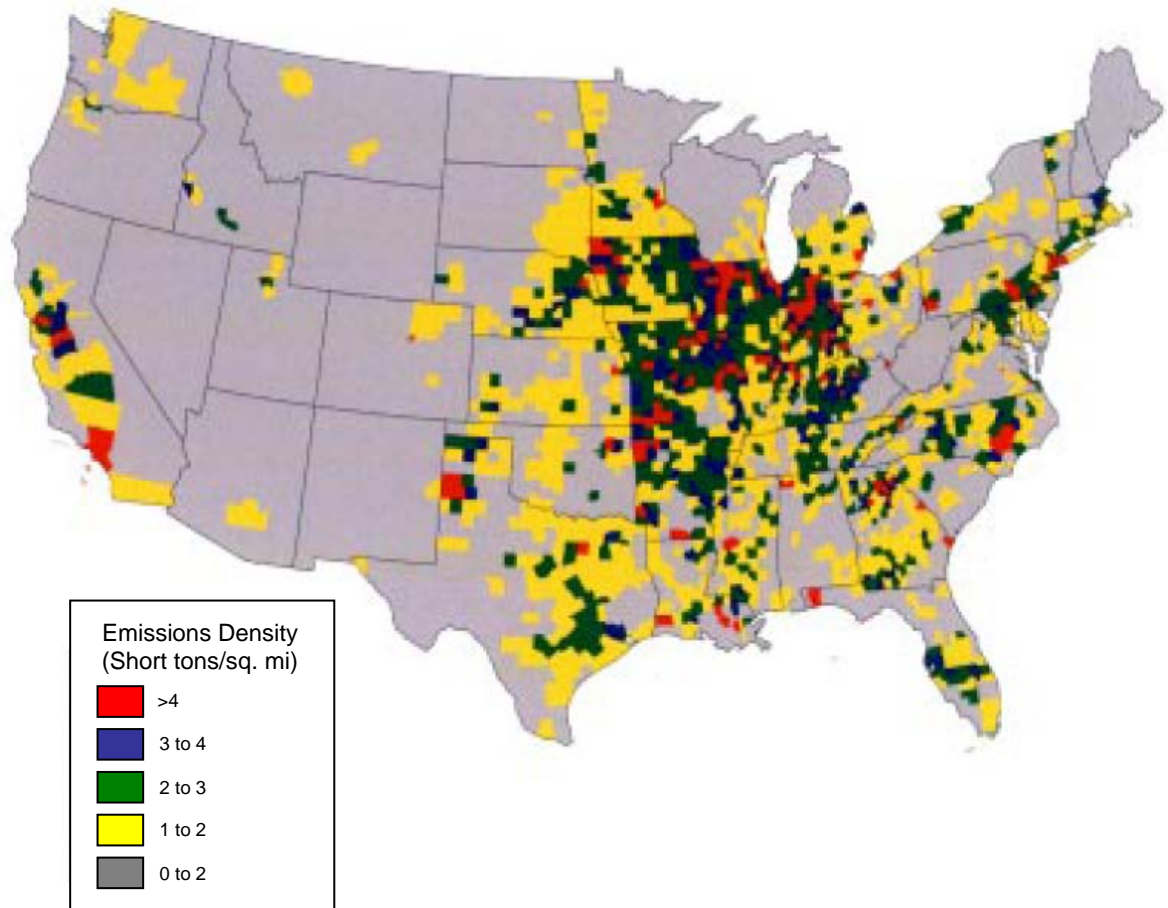 Emissions Density
(Short tons/sq. mi)
>4
3 to 4
2 to 3
1 to 2
0 to 2